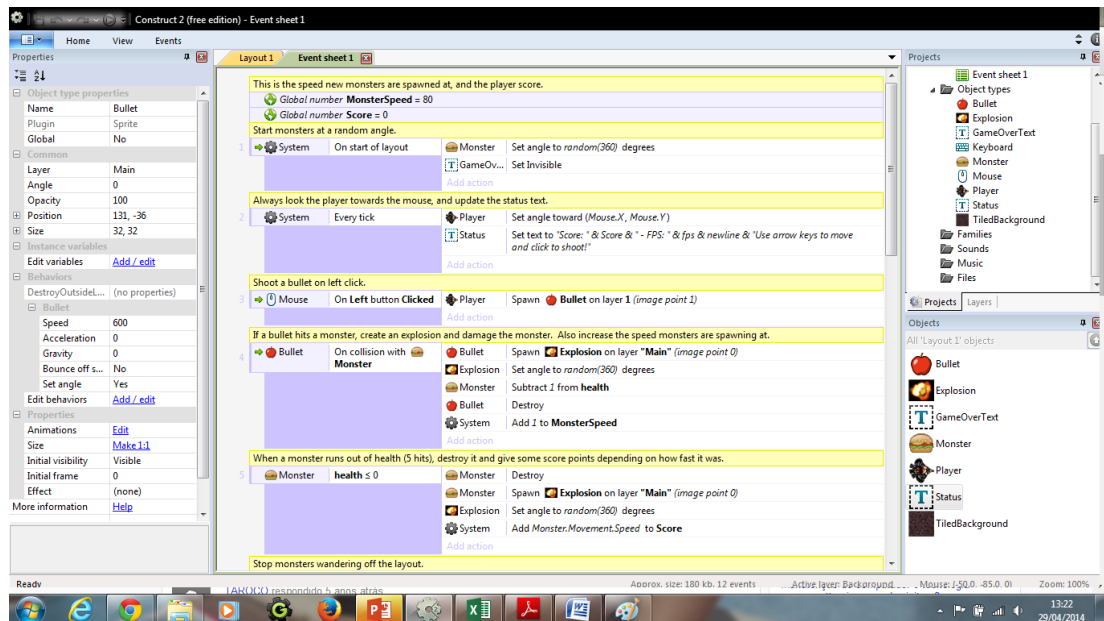 Construct 2 (free edition) - Event sheet 1
Home View Events
Properties
Object type properties
Name Bullet
Plugin Sprite
Global No
Common
Layer Main
Angle 0
Opacity 100
Position 131, -36
Size 32, 32
Instance variables
Edit variables Add / edit
Behaviors
DestroyOutsideL... (no properties)
Bullet
Speed 600
Acceleration 0
Gravity 0
Bounce off s... No
Set angle Yes
Edit behaviors Add / edit
Properties
Animations Edit
Size Make 1:1
Initial visibility Visible
Initial frame 0
Effect (none)
More information Help
Layout 1 Event sheet 1
This is the speed new monsters are spawned at, and the player score.
Global number MonsterSpeed = 80
Global number Score = 0
Start monsters at a random angle.
1 System On start of layout Monster Set angle to random(360) degrees
T GameOv... Set Invisible
Add action
Always look the player towards the mouse, and update the status text.
2 System Every tick Player Set angle toward (Mouse.X, Mouse.Y)
T Status Set text to "Score: " & Score & " - FPS: " & fps & newline & "Use arrow keys to move
and click to shoot!"
Add action
Shoot a bullet on left click.
3 Mouse On Left button Clicked Player Spawn Bullet on layer 1 (image point 1)
Add action
If a bullet hits a monster, create an explosion and damage the monster. Also increase the speed monsters are spawning at.
4 Bullet On collision with Bullet Spawn Explosion on layer "Main" (image point 0)
Monster Explosion Set angle to random(360) degrees
Monster Subtract 1 from health
Bullet Destroy
System Add 1 to MonsterSpeed
Add action
When a monster runs out of health (5 hits), destroy it and give some score points depending on how fast it was.
5 Monster health ≤ 0 Monster Destroy
Monster Spawn Explosion on layer "Main" (image point 0)
Explosion Set angle to random(360) degrees
System Add Monster.Movement.Speed to Score
Add action
Stop monsters wandering off the layout.
Projects
Event sheet 1
Object types
Bullet
Explosion
T GameOverText
Keyboard
Monster
Mouse
Player
T Status
TiledBackground
Families
Sounds
Music
Files
Projects Layers
Objects
All 'Layout 1' objects
Bullet
Explosion
T GameOverText
Monster
Player
T Status
TiledBackground
Ready Approx. size: 180 kb. 12 events Active layer: Background Mouse: (-50,0, -85,0, 0) Zoom: 100%
TAROCO respondido 5 anos atrás
13:22
29/04/2014